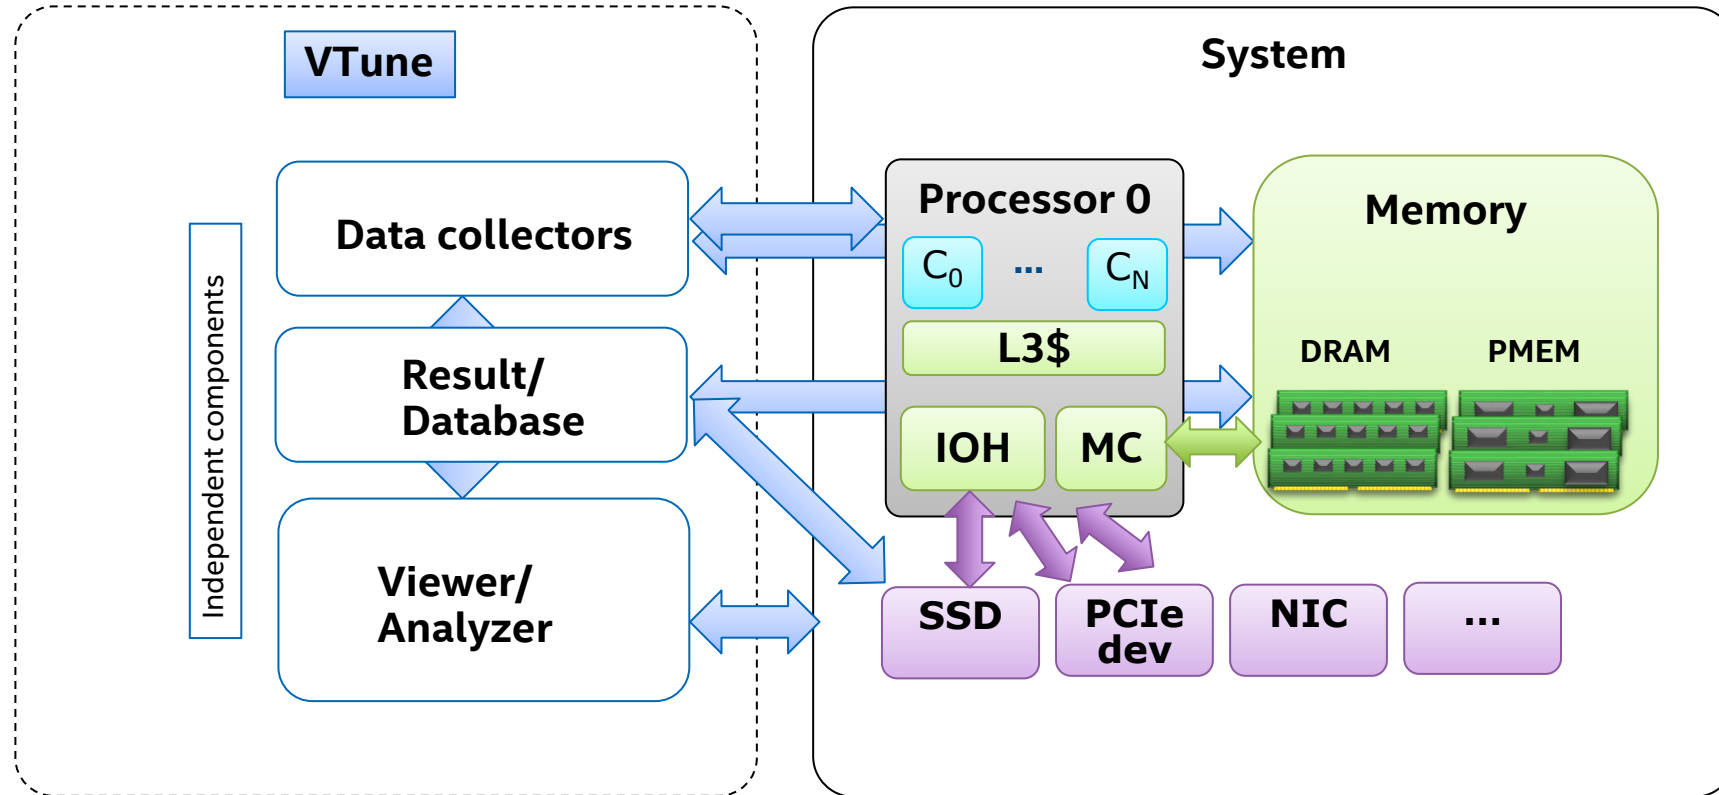 VTune
System
Data collectors
Independent components
Result/
Database
Viewer/
Analyzer
Processor 0
C0
...
CN
L3$
IOH
MC
Memory
DRAM
PMEM
SSD
PCIe
dev
NIC
...